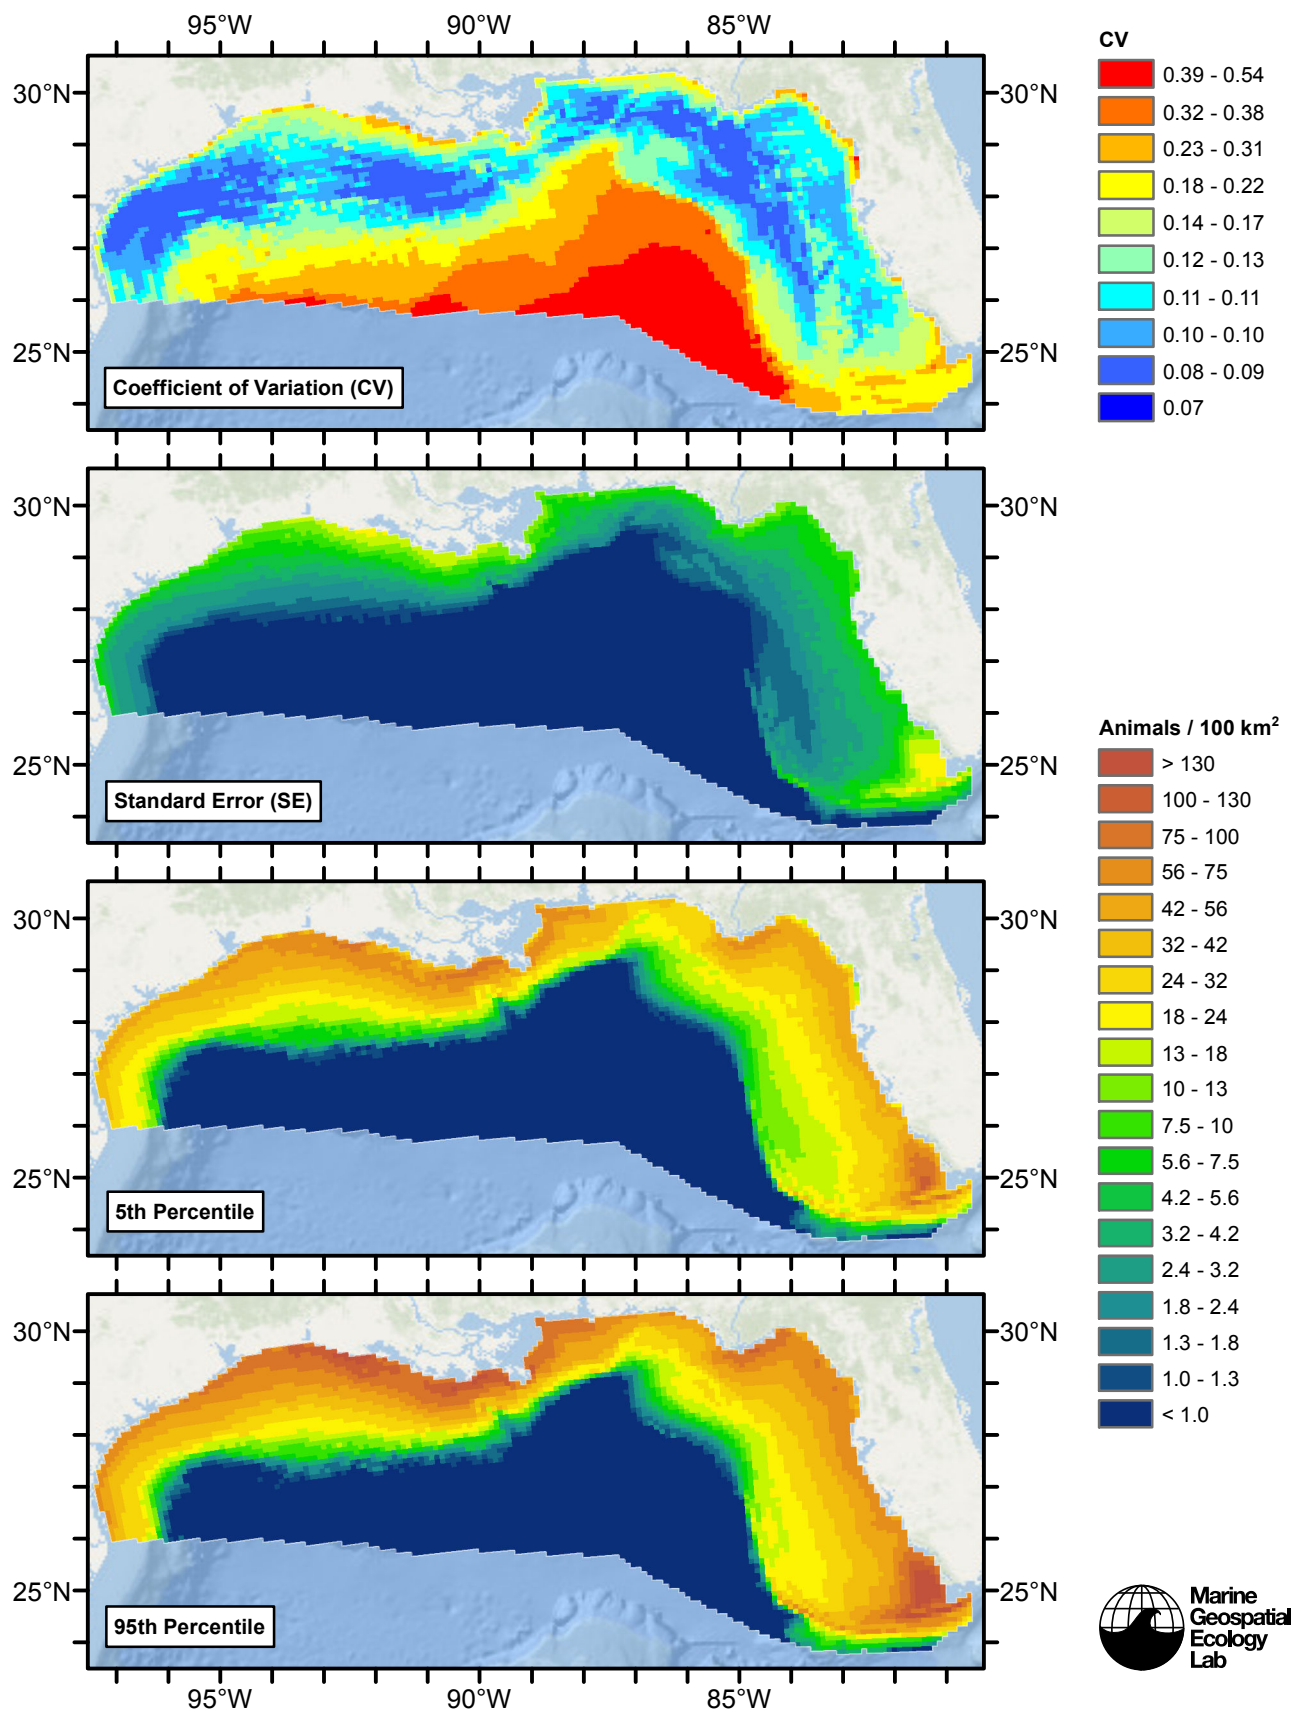 95°W 90°W 85°W
30°N 30°N
25°N 25°N
Coefficient of Variation (CV)
CV
0.39 - 0.54
0.32 - 0.38
0.23 - 0.31
0.18 - 0.22
0.14 - 0.17
0.12 - 0.13
0.11 - 0.11
0.10 - 0.10
0.08 - 0.09
0.07
30°N 30°N
25°N 25°N
Standard Error (SE)
30°N 30°N
25°N 25°N
5th Percentile
30°N 30°N
25°N 25°N
95th Percentile
95°W 90°W 85°W
Animals / 100 km²
> 130
100 - 130
75 - 100
56 - 75
42 - 56
32 - 42
24 - 32
18 - 24
13 - 18
10 - 13
7.5 - 10
5.6 - 7.5
4.2 - 5.6
3.2 - 4.2
2.4 - 3.2
1.8 - 2.4
1.3 - 1.8
1.0 - 1.3
< 1.0
Marine
Geospatial
Ecology
Lab